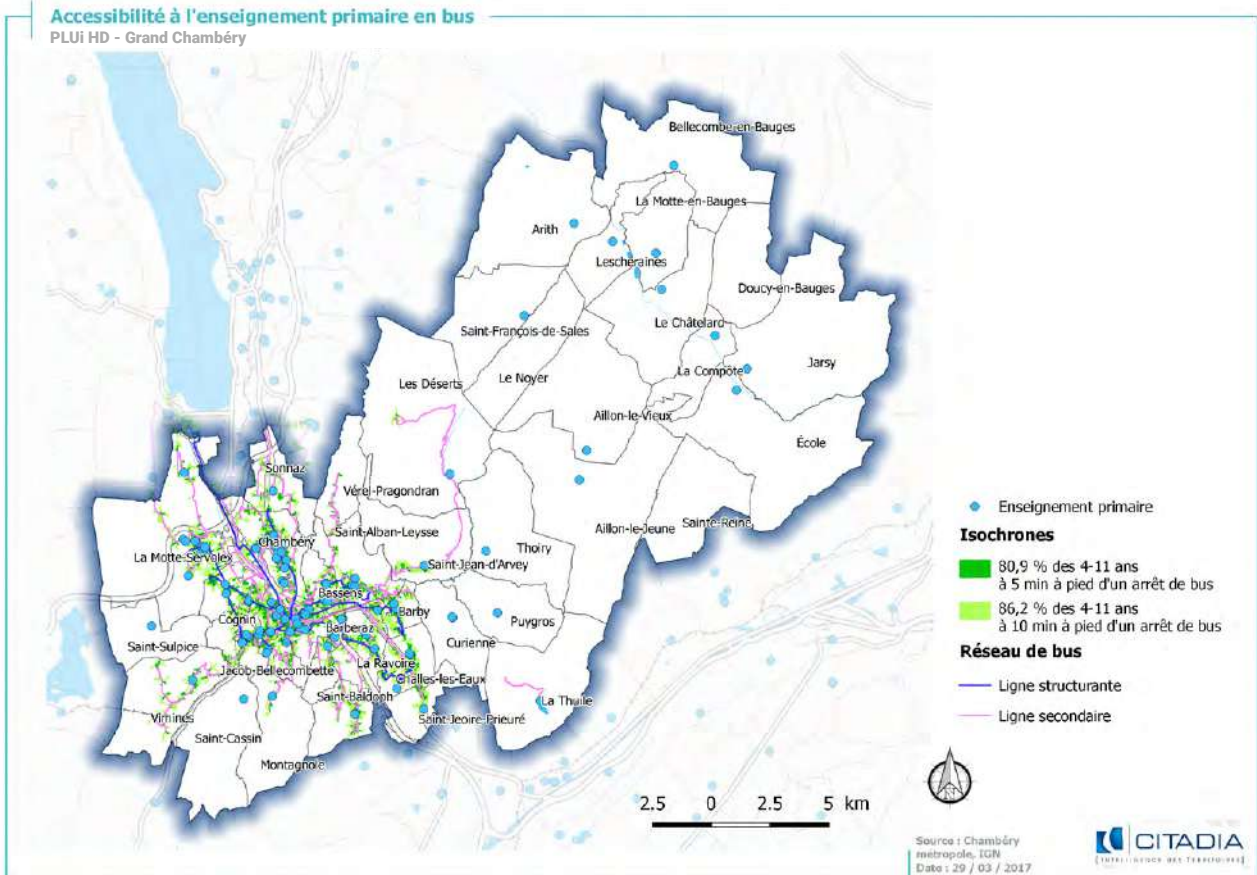 Accessibilité à l'enseignement primaire en bus
PLUi HD - Grand Chambéry
Bellecombe-en-Bauges
La Motte-en-Bauges
Arith
Lescheraines
Doucy-en-Bauges
Saint-François-de-Sales
Le Châtelard
Jarsy
La Compôte
Les Déserts
Le Noyer
Aillon-le-Vieux
École
Sonnaz
Vérel-Pragondran
Saint-Alban-Leysse
Aillon-le-Jeune
Sainte-Reine
Chambéry
La Motte-Servolex
Thoiry
Saint-Jean-d'Arvey
Bassens
Barby
Cognin
Barberaz
Puygros
Curienne
Saint-Sulpice
La Ravoire
Jacob-Bellecombette
Challes-les-Eaux
Saint-Baldoph
La Thuile
Vimines
Saint-Jeoire-Prieuré
Saint-Cassin
Montagnole
Enseignement primaire
Isochrones
80,9 % des 4-11 ans
à 5 min à pied d'un arrêt de bus
86,2 % des 4-11 ans
à 10 min à pied d'un arrêt de bus
Réseau de bus
Ligne structurante
Ligne secondaire
N
2.5 0 2.5 5 km
Source : Chambéry
métropole, IGN
Date : 29 / 03 / 2017
CITADIA
[INTELLIGENCE DES TERRITOIRES]